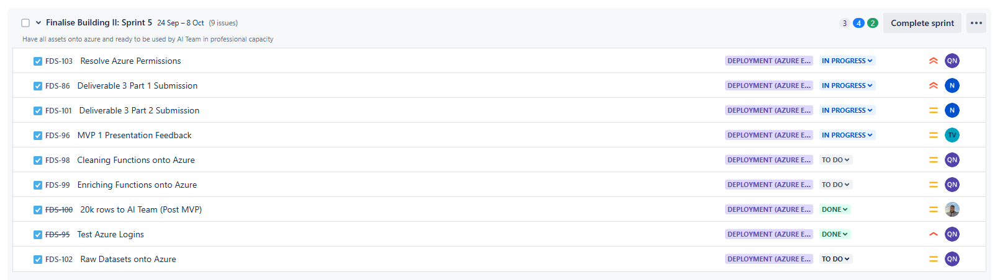 Finalise Building II: Sprint 5 24 Sep – 8 Oct (9 issues) 3 4 2 Complete sprint
Have all assets onto azure and ready to be used by AI Team in professional capacity
FDS-103 Resolve Azure Permissions DEPLOYMENT (AZURE E... IN PROGRESS QN
FDS-86 Deliverable 3 Part 1 Submission DEPLOYMENT (AZURE E... IN PROGRESS N
FDS-101 Deliverable 3 Part 2 Submission DEPLOYMENT (AZURE E... IN PROGRESS N
FDS-96 MVP 1 Presentation Feedback DEPLOYMENT (AZURE E... IN PROGRESS TV
FDS-98 Cleaning Functions onto Azure DEPLOYMENT (AZURE E... TO DO QN
FDS-99 Enriching Functions onto Azure DEPLOYMENT (AZURE E... TO DO QN
FDS-100 20k rows to AI Team (Post MVP) DEPLOYMENT (AZURE E... DONE
FDS-95 Test Azure Logins DEPLOYMENT (AZURE E... DONE QN
FDS-102 Raw Datasets onto Azure DEPLOYMENT (AZURE E... TO DO QN